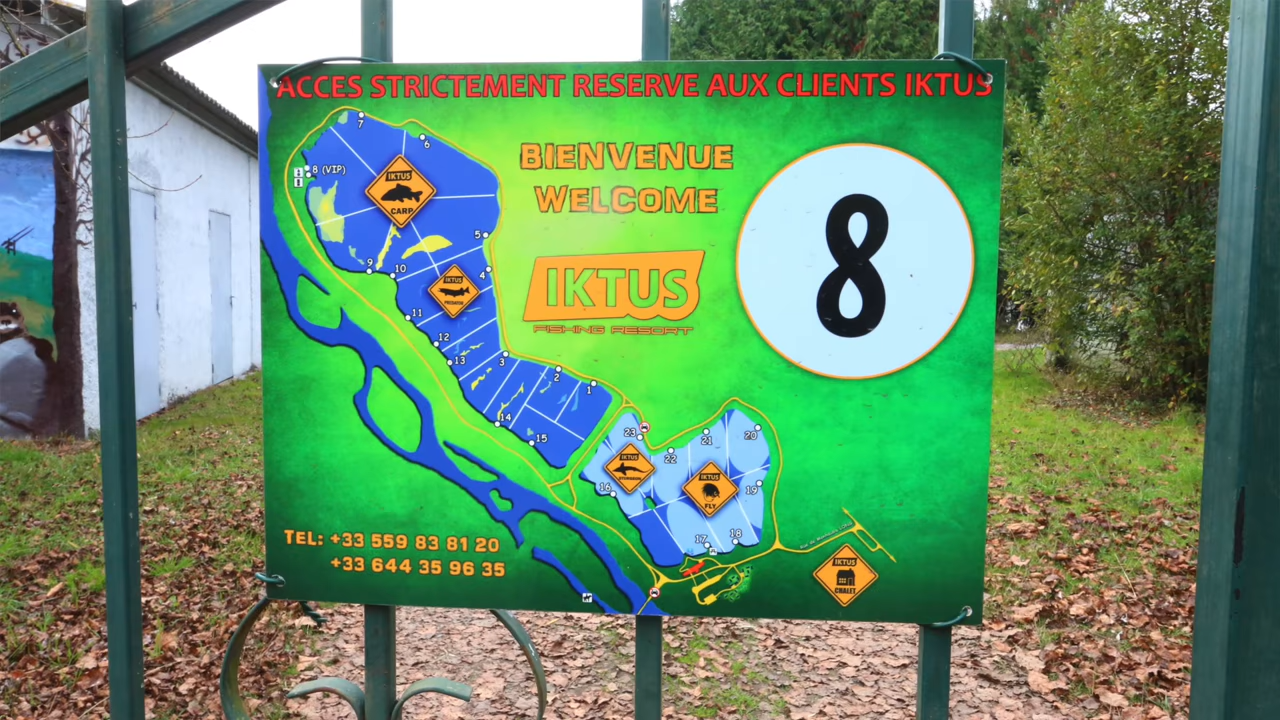 ACCES STRICTEMENT RESERVE AUX CLIENTS IKTUS
BIENVENUE
WELCOME
IKTUS
FISHING RESORT
8
7
6
8 (VIP)
IKTUS
CARP
5
9
10
4
IKTUS
PREDATOR
11
12
13
3
2
1
14
15
23
21
20
22
IKTUS
STURGEON
IKTUS
FLY
16
19
17
18
IKTUS
CHALET
TEL: +33 559 83 81 20
+33 644 35 96 35